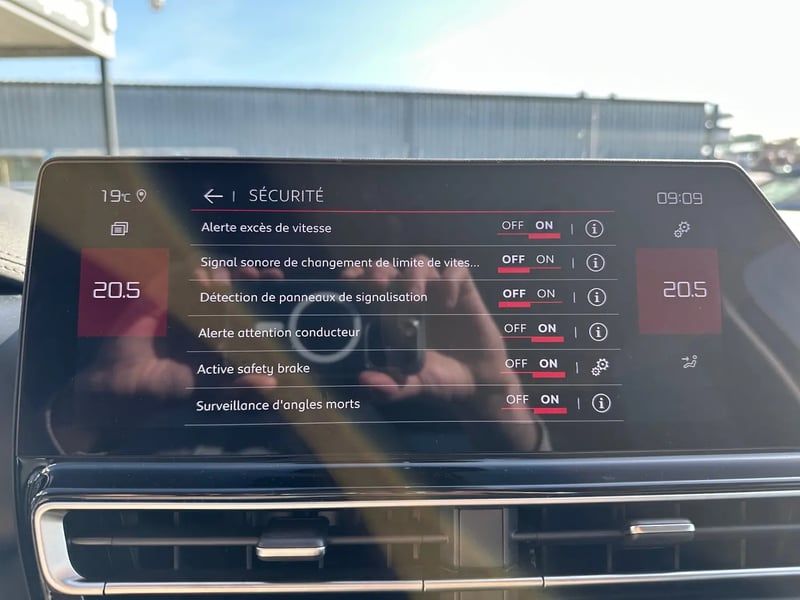 19°C
SÉCURITÉ
09:09
Alerte excès de vitesse OFF ON
Signal sonore de changement de limite de vites... OFF ON
20.5
Détection de panneaux de signalisation OFF ON
20.5
Alerte attention conducteur OFF ON
Active safety brake OFF ON
Surveillance d'angles morts OFF ON